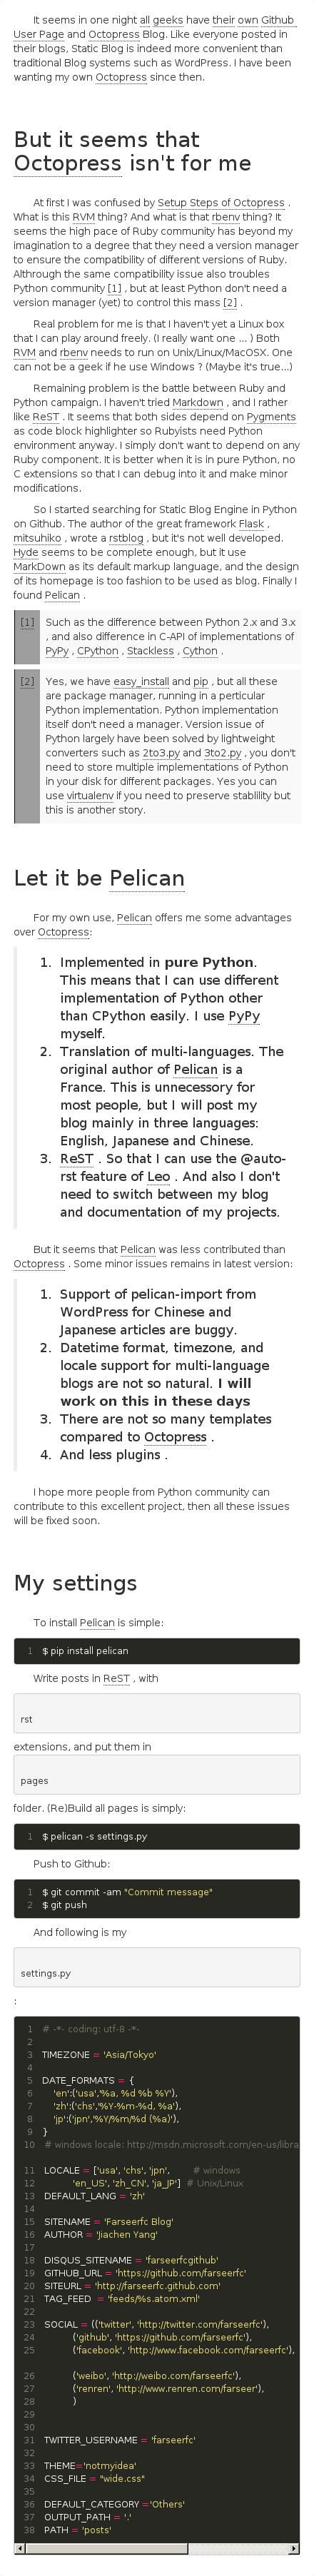 It seems in one night all geeks have their own Github
User Page and Octopress Blog. Like everyone posted in
their blogs, Static Blog is indeed more convenient than
traditional Blog systems such as WordPress. I have been
wanting my own Octopress since then.
But it seems that
Octopress isn't for me
At first I was confused by Setup Steps of Octopress .
What is this RVM thing? And what is that rbenv thing? It
seems the high pace of Ruby community has beyond my
imagination to a degree that they need a version manager
to ensure the compatibility of different versions of Ruby.
Althrough the same compatibility issue also troubles
Python community [1] , but at least Python don't need a
version manager (yet) to control this mass [2] .
Real problem for me is that I haven't yet a Linux box
that I can play around freely. (I really want one ... ) Both
RVM and rbenv needs to run on Unix/Linux/MacOSX. One
can not be a geek if he use Windows ? (Maybe it's true...)
Remaining problem is the battle between Ruby and
Python campaign. I haven't tried Markdown , and I rather
like ReST . It seems that both sides depend on Pygments
as code block highlighter so Rubyists need Python
environment anyway. I simply don't want to depend on any
Ruby component. It is better when it is in pure Python, no
C extensions so that I can debug into it and make minor
modifications.
So I started searching for Static Blog Engine in Python
on Github. The author of the great framework Flask ,
mitsuhiko , wrote a rstblog , but it's not well developed.
Hyde seems to be complete enough, but it use
MarkDown as its default markup language, and the design
of its homepage is too fashion to be used as blog. Finally I
found Pelican .
[1] Such as the difference between Python 2.x and 3.x
, and also difference in C-API of implementations of
PyPy , CPython , Stackless , Cython .
[2] Yes, we have easy_install and pip , but all these
are package manager, running in a perticular
Python implementation. Python implementation
itself don't need a manager. Version issue of
Python largely have been solved by lightweight
converters such as 2to3.py and 3to2.py , you don't
need to store multiple implementations of Python
in your disk for different packages. Yes you can
use virtualenv if you need to preserve stablility but
this is another story.
Let it be Pelican
For my own use, Pelican offers me some advantages
over Octopress:
1. Implemented in pure Python.
This means that I can use different
implementation of Python other
than CPython easily. I use PyPy
myself.
2. Translation of multi-languages. The
original author of Pelican is a
France. This is unnecessary for
most people, but I will post my
blog mainly in three languages:
English, Japanese and Chinese.
3. ReST . So that I can use the @auto-
rst feature of Leo . And also I don't
need to switch between my blog
and documentation of my projects.
But it seems that Pelican was less contributed than
Octopress . Some minor issues remains in latest version:
1. Support of pelican-import from
WordPress for Chinese and
Japanese articles are buggy.
2. Datetime format, timezone, and
locale support for multi-language
blogs are not so natural. I will
work on this in these days
3. There are not so many templates
compared to Octopress .
4. And less plugins .
I hope more people from Python community can
contribute to this excellent project, then all these issues
will be fixed soon.
My settings
To install Pelican is simple:
1 $ pip install pelican
Write posts in ReST , with
rst
extensions, and put them in
pages
folder. (Re)Build all pages is simply:
1 $ pelican -s settings.py
Push to Github:
1 $ git commit -am "Commit message"
2 $ git push
And following is my
settings.py
:
1 # -*- coding: utf-8 -*-
2
3 TIMEZONE = 'Asia/Tokyo'
4
5 DATE_FORMATS = {
6 'en':('usa','%a, %d %b %Y'),
7 'zh':('chs','%Y-%m-%d, %a'),
8 'jp':('jpn','%Y/%m/%d (%a)'),
9 }
10 # windows locale: http://msdn.microsoft.com/en-us/libra
11 LOCALE = ['usa', 'chs', 'jpn', # windows
12 'en_US', 'zh_CN', 'ja_JP'] # Unix/Linux
13 DEFAULT_LANG = 'zh'
14
15 SITENAME = 'Farseerfc Blog'
16 AUTHOR = 'Jiachen Yang'
17
18 DISQUS_SITENAME = 'farseerfcgithub'
19 GITHUB_URL = 'https://github.com/farseerfc'
20 SITEURL = 'http://farseerfc.github.com'
21 TAG_FEED = 'feeds/%s.atom.xml'
22
23 SOCIAL = (('twitter', 'http://twitter.com/farseerfc'),
24 ('github', 'https://github.com/farseerfc'),
25 ('facebook', 'http://www.facebook.com/farseerfc'),
26 ('weibo', 'http://weibo.com/farseerfc'),
27 ('renren', 'http://www.renren.com/farseer'),
28 )
29
30
31 TWITTER_USERNAME = 'farseerfc'
32
33 THEME='notmyidea'
34 CSS_FILE = "wide.css"
35
36 DEFAULT_CATEGORY ='Others'
37 OUTPUT_PATH = '.'
38 PATH = 'posts'